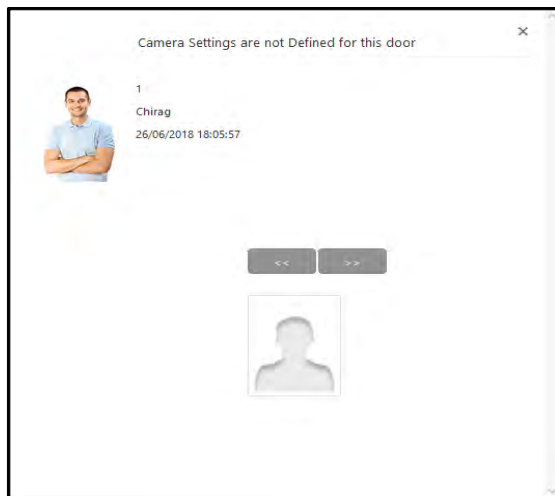 Camera Settings are not Defined for this door
1
Chirag
26/06/2018 18:05:57
<< >>